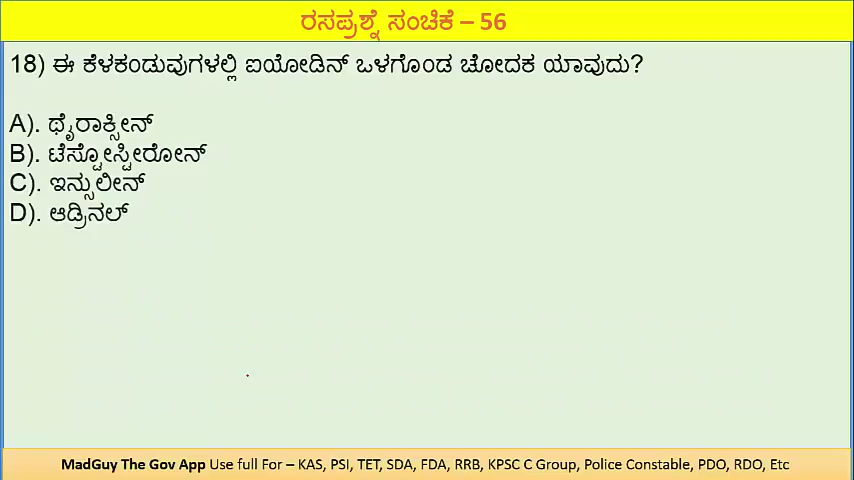 ರಸಪ್ರಶ್ನೆ ಸಂಚಿಕೆ – 56
18) ಈ ಕೆಳಕಂಡುವುಗಳಲ್ಲಿ ಐಯೋಡಿನ್ ಒಳಗೊಂಡ ಚೋದಕ ಯಾವುದು?
A). ಥೈರಾಕ್ಸೀನ್
B). ಟೆಸ್ಟೋಸ್ಟೀರೋನ್
C). ಇನ್ಸುಲೀನ್
D). ಆಡ್ರಿನಲ್
MadGuy The Gov App Use full For – KAS, PSI, TET, SDA, FDA, RRB, KPSC C Group, Police Constable, PDO, RDO, Etc